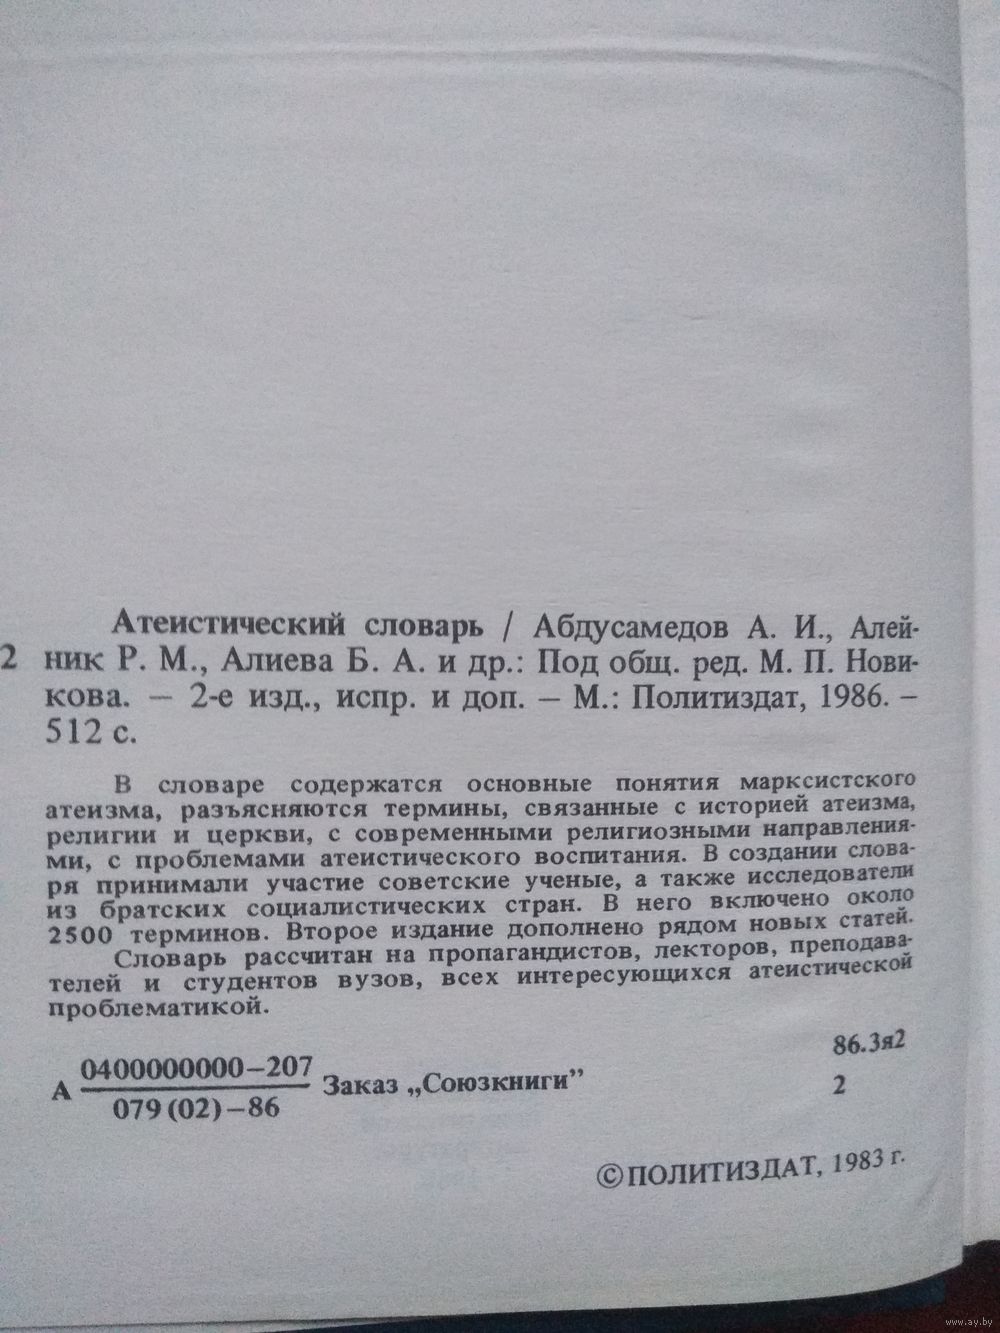 Атеистический словарь / Абдусамедов А. И., Алей-
2 ник Р. М., Алиева Б. А. и др.: Под общ. ред. М. П. Нови-
кова. — 2-е изд., испр. и доп. — М.: Политиздат, 1986. —
512 с.
В словаре содержатся основные понятия марксистского
атеизма, разъясняются термины, связанные с историей атеизма,
религии и церкви, с современными религиозными направления-
ми, с проблемами атеистического воспитания. В создании слова-
ря принимали участие советские ученые, а также исследователи
из братских социалистических стран. В него включено около
2500 терминов. Второе издание дополнено рядом новых статей.
Словарь рассчитан на пропагандистов, лекторов, преподава-
телей и студентов вузов, всех интересующихся атеистической
проблематикой.
А 0400000000—207 Заказ „Союзкниги” 86.3я2
079 (02) —86 2
© ПОЛИТИЗДАТ, 1983 г.
www.ay.by